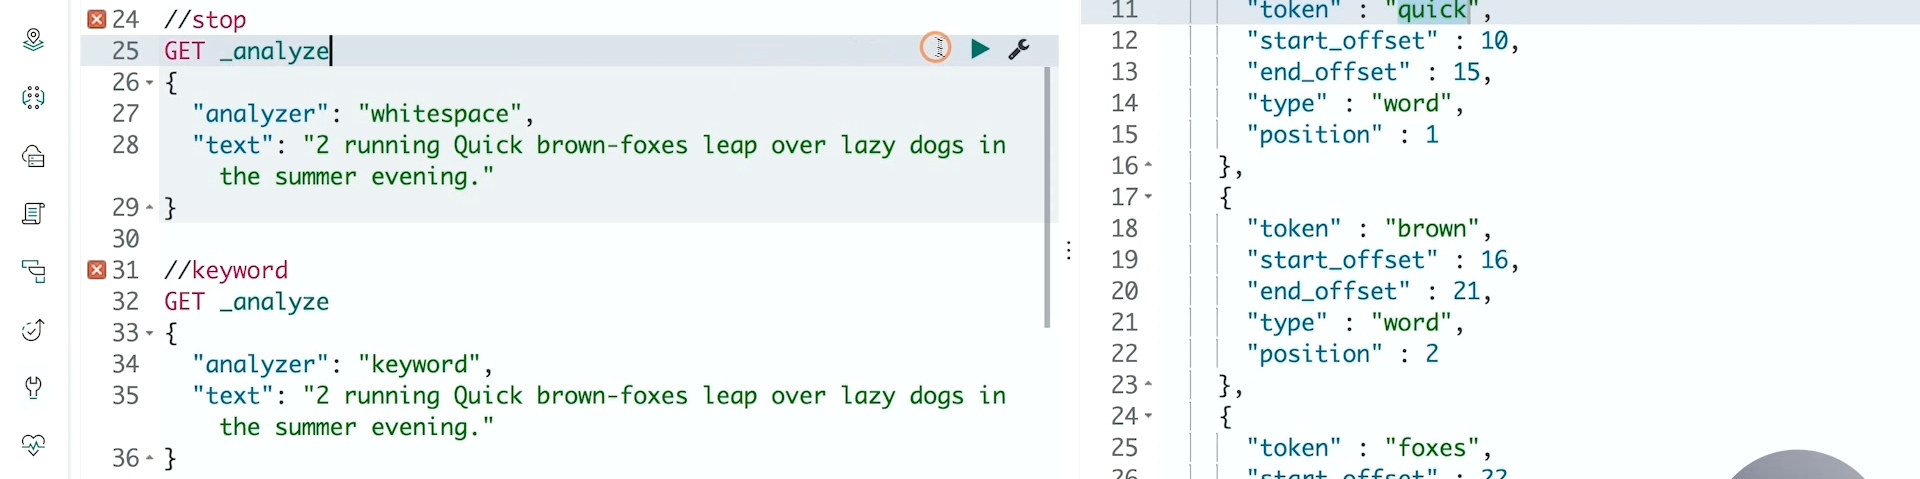 24 //stop
25 GET _analyze
26 {
27 "analyzer": "whitespace",
28 "text": "2 running Quick brown-foxes leap over lazy dogs in
the summer evening."
29 }
30
31 //keyword
32 GET _analyze
33 {
34 "analyzer": "keyword",
35 "text": "2 running Quick brown-foxes leap over lazy dogs in
the summer evening."
36 }
11 "token" : "quick",
12 "start_offset" : 10,
13 "end_offset" : 15,
14 "type" : "word",
15 "position" : 1
16 },
17 {
18 "token" : "brown",
19 "start_offset" : 16,
20 "end_offset" : 21,
21 "type" : "word",
22 "position" : 2
23 },
24 {
25 "token" : "foxes",
26 "start_offset" : 22